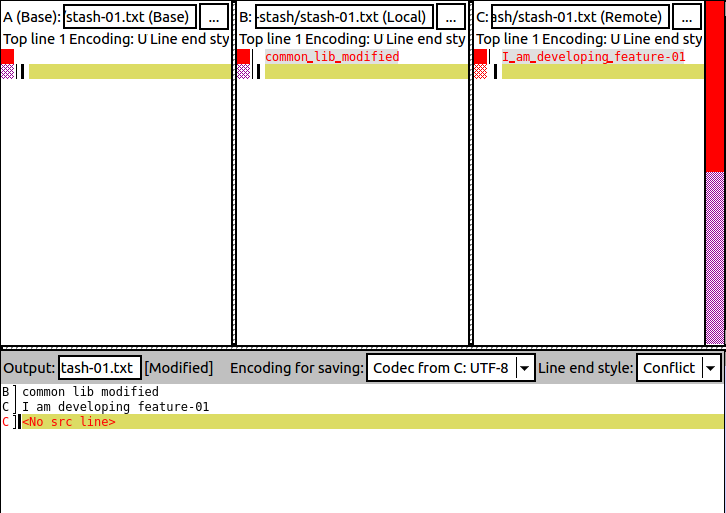 A (Base): /stash-01.txt (Base) ... B: -stash/stash-01.txt (Local) ... C: ash/stash-01.txt (Remote) ...
Top line 1 Encoding: U Line end sty Top line 1 Encoding: U Line end sty Top line 1 Encoding: U Line end sty
common_lib_modified I_am_developing_feature-01
Output: tash-01.txt [Modified] Encoding for saving: Codec from C: UTF-8 Line end style: Conflict
B common lib modified
C I am developing feature-01
C <No src line>